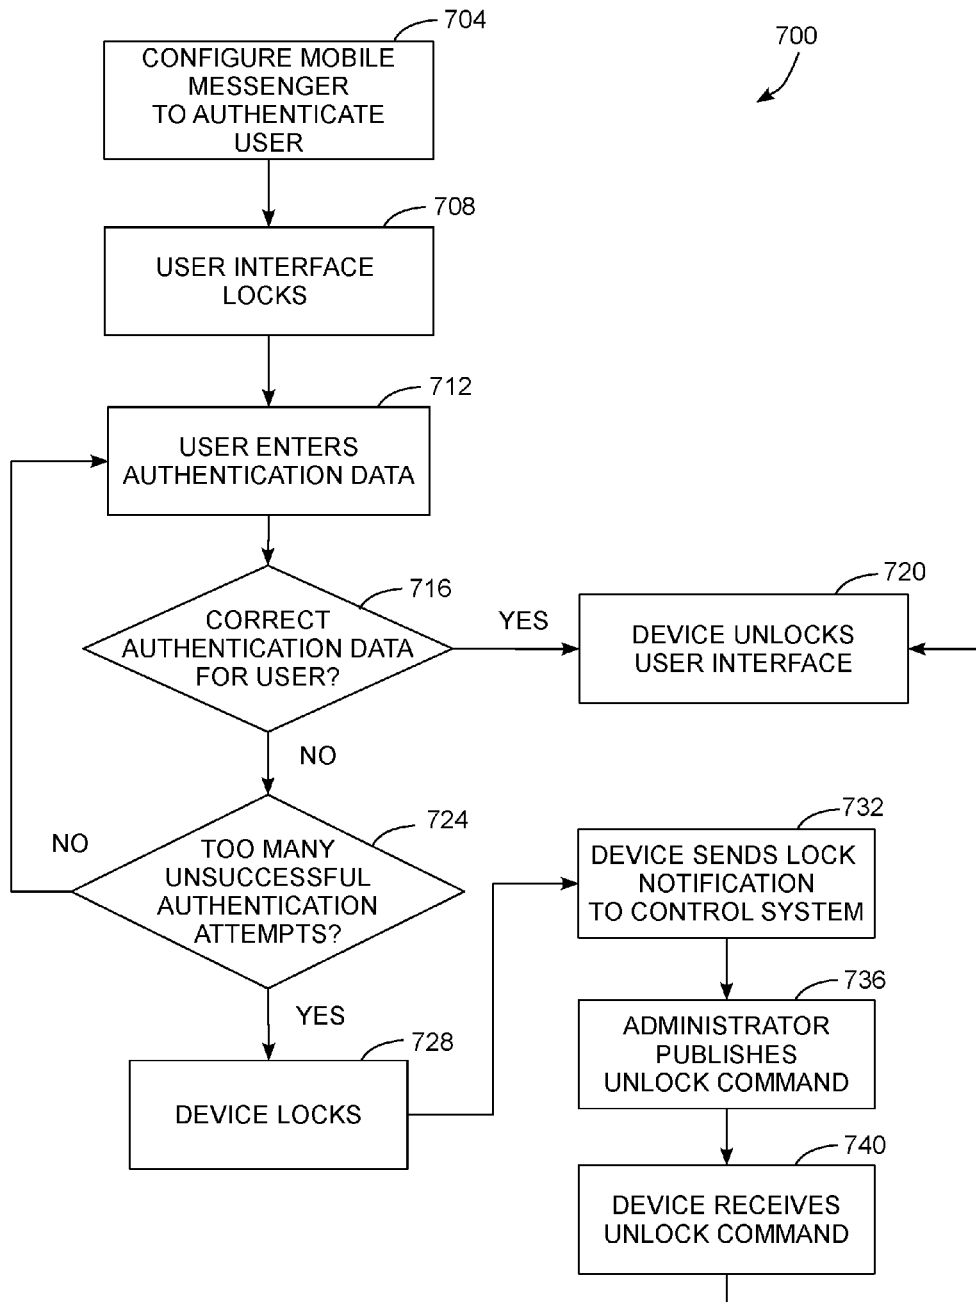 704
CONFIGURE MOBILE
MESSENGER
TO AUTHENTICATE
USER
700
708
USER INTERFACE
LOCKS
712
USER ENTERS
AUTHENTICATION DATA
716
CORRECT
AUTHENTICATION DATA
FOR USER?
YES
720
DEVICE UNLOCKS
USER INTERFACE
NO
724
TOO MANY
UNSUCCESSFUL
AUTHENTICATION
ATTEMPTS?
NO
YES
728
DEVICE LOCKS
732
DEVICE SENDS LOCK
NOTIFICATION
TO CONTROL SYSTEM
736
ADMINISTRATOR
PUBLISHES
UNLOCK COMMAND
740
DEVICE RECEIVES
UNLOCK COMMAND